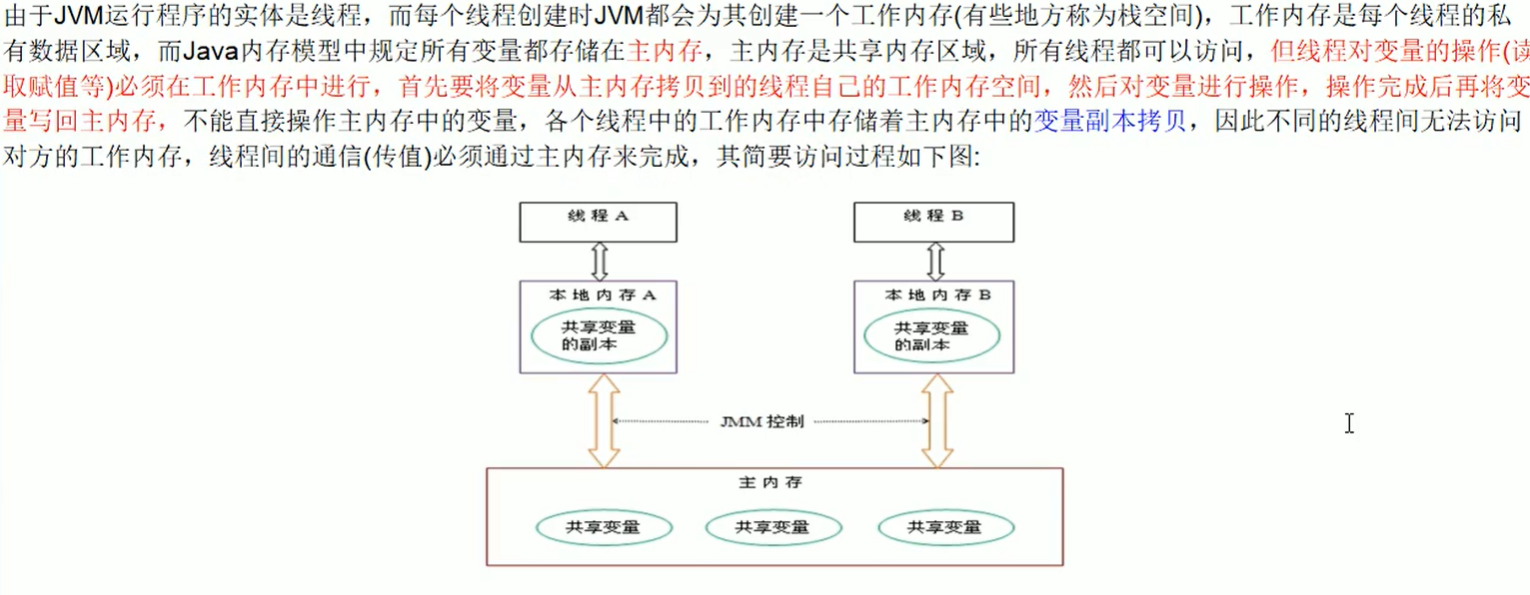 由于JVM运行程序的实体是线程，而每个线程创建时JVM都会为其创建一个工作内存(有些地方称为栈空间)，工作内存是每个线程的私
有数据区域，而Java内存模型中规定所有变量都存储在主内存，主内存是共享内存区域，所有线程都可以访问，但线程对变量的操作(读
取赋值等)必须在工作内存中进行，首先要将变量从主内存拷贝到的线程自己的工作内存空间，然后对变量进行操作，操作完成后再将变
量写回主内存，不能直接操作主内存中的变量，各个线程中的工作内存中存储着主内存中的变量副本拷贝，因此不同的线程间无法访问
对方的工作内存，线程间的通信(传值)必须通过主内存来完成，其简要访问过程如下图:
线程A
线程B
本地内存A
本地内存B
共享变量
的副本
共享变量
的副本
JMM 控制
主内存
共享变量
共享变量
共享变量